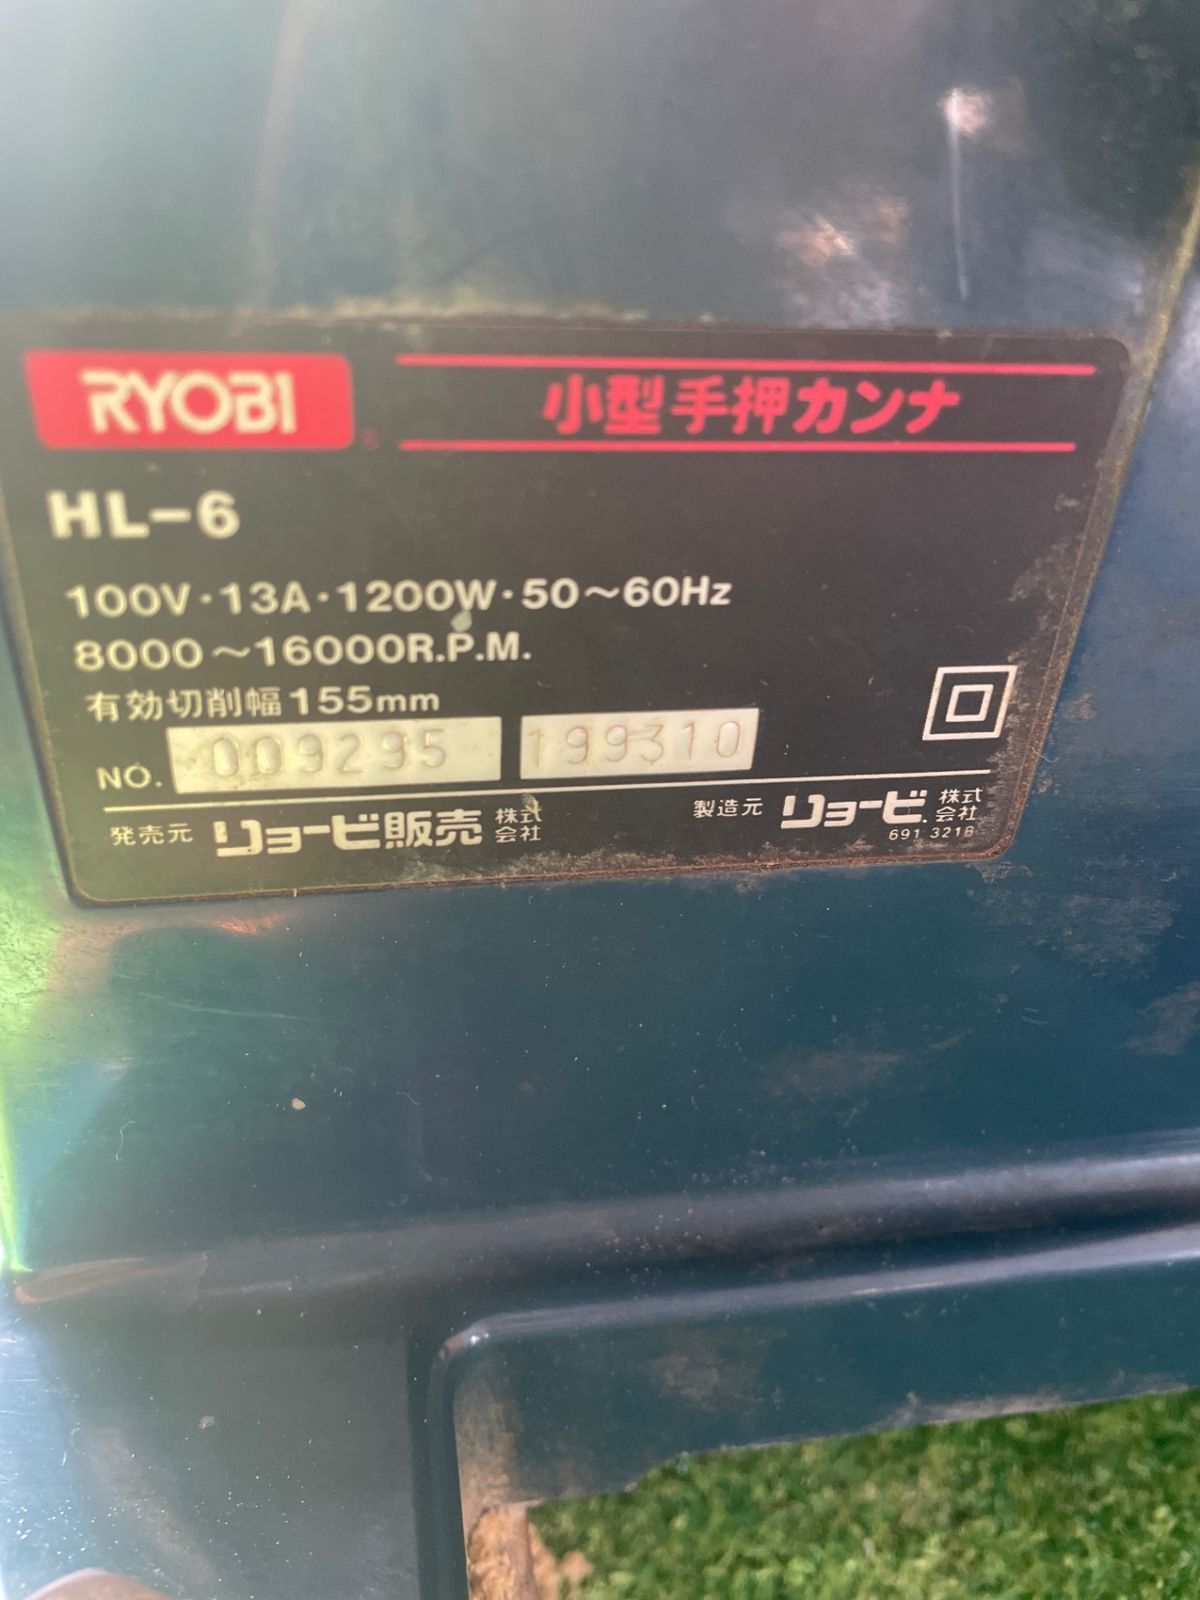 RYOBI
小型手押カンナ
HL-6
100V・13A・1200W・50〜60Hz
8000〜16000R.P.M.
有効切削幅155mm
NO. 009295 199310
発売元 リョービ販売 株式会社 製造元 リョービ 株式会社
691 321B